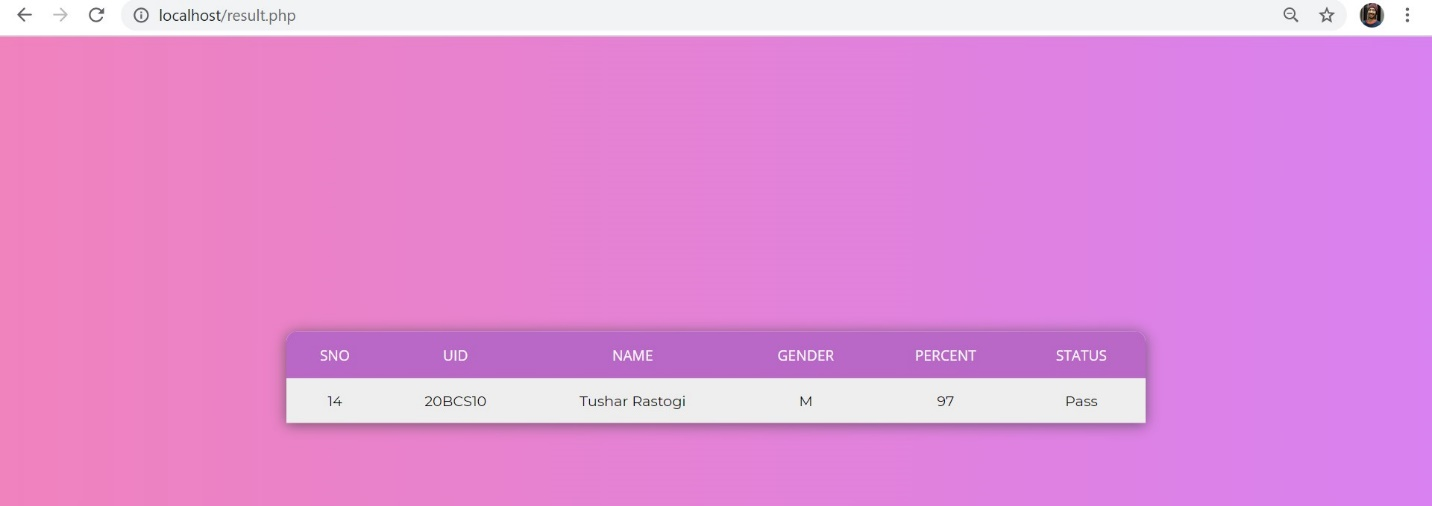 localhost/result.php
SNO UID NAME GENDER PERCENT STATUS
14 20BCS10 Tushar Rastogi M 97 Pass